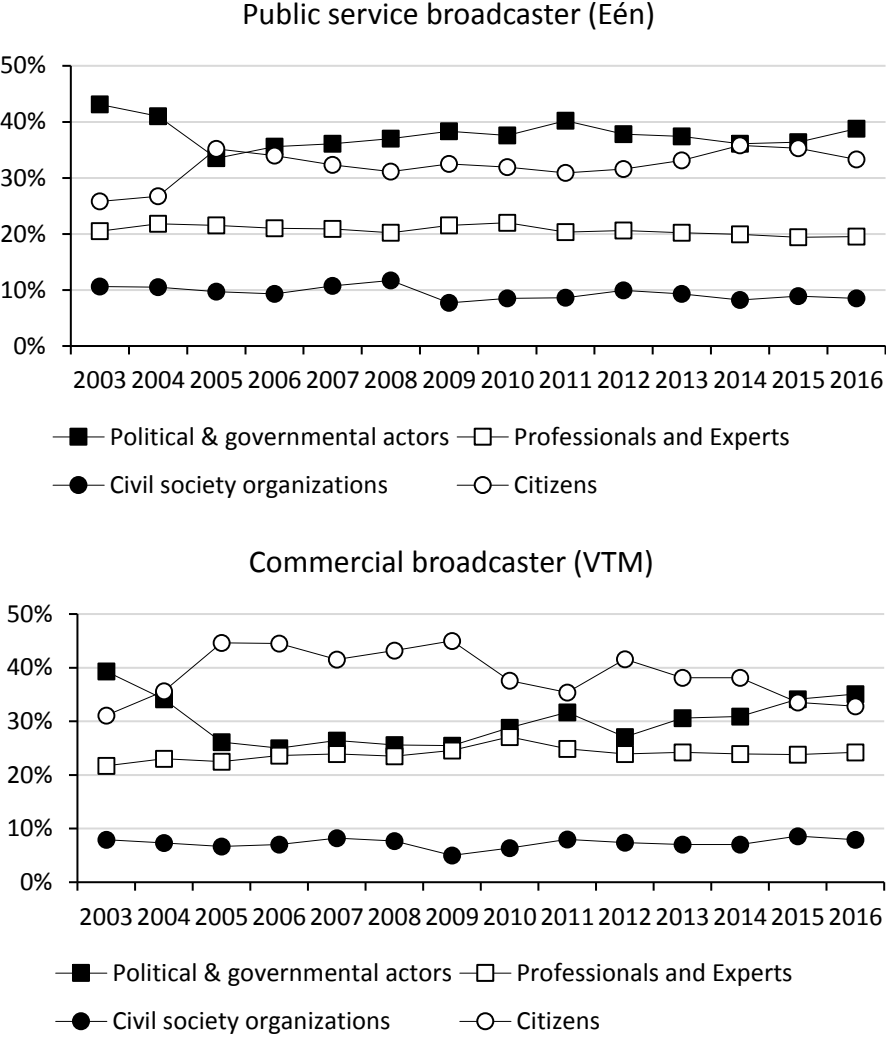 Public service broadcaster (Eén)
50%
40%
30%
20%
10%
0%
2003 2004 2005 2006 2007 2008 2009 2010 2011 2012 2013 2014 2015 2016
Political & governmental actors Professionals and Experts
Civil society organizations Citizens
Commercial broadcaster (VTM)
50%
40%
30%
20%
10%
0%
2003 2004 2005 2006 2007 2008 2009 2010 2011 2012 2013 2014 2015 2016
Political & governmental actors Professionals and Experts
Civil society organizations Citizens